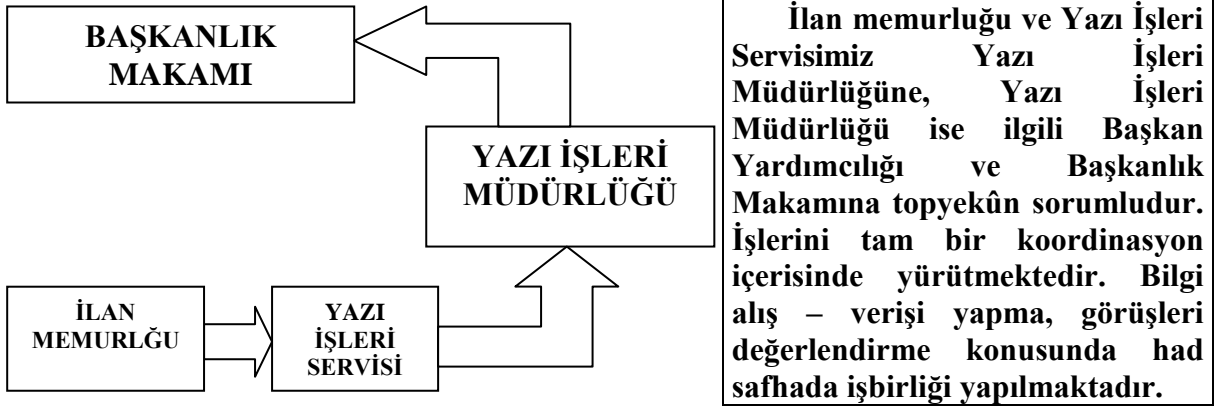 BAŞKANLIK
MAKAMI
YAZI İŞLERİ
MÜDÜRLÜĞÜ
İLAN
MEMURLĞU
YAZI
İŞLERİ
SERVİSİ
İlan memurluğu ve Yazı İşleri
Servisimiz Yazı İşleri
Müdürlüğüne, Yazı İşleri
Müdürlüğü ise ilgili Başkan
Yardımcılığı ve Başkanlık
Makamına topyekûn sorumludur.
İşlerini tam bir koordinasyon
içerisinde yürütmektedir. Bilgi
alış – verişi yapma, görüşleri
değerlendirme konusunda had
safhada işbirliği yapılmaktadır.